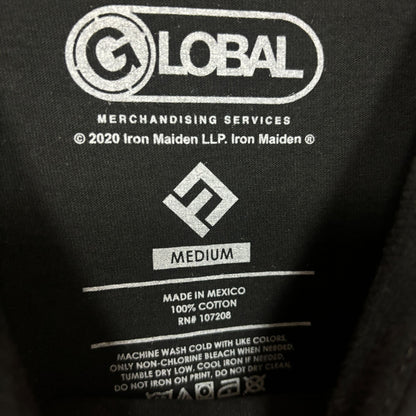 GLOBAL
MERCHANDISING SERVICES
© 2020 Iron Maiden LLP. Iron Maiden ®
MEDIUM
MADE IN MEXICO
100% COTTON
RN# 107208
MACHINE WASH COLD WITH LIKE COLORS,
ONLY NON-CHLORINE BLEACH WHEN NEEDED,
TUMBLE DRY LOW. COOL IRON IF NEEDED,
DO NOT IRON ON PRINT, DO NOT DRY CLEAN.